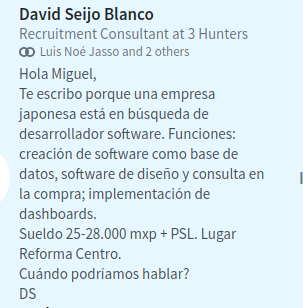 David Seijo Blanco
Recruitment Consultant at 3 Hunters
Luis Noé Jasso and 2 others
Hola Miguel,
Te escribo porque una empresa
japonesa está en búsqueda de
desarrollador software. Funciones:
creación de software como base de
datos, software de diseño y consulta en
la compra; implementación de
dashboards.
Sueldo 25-28.000 mxp + PSL. Lugar
Reforma Centro.
Cuándo podríamos hablar?
DS